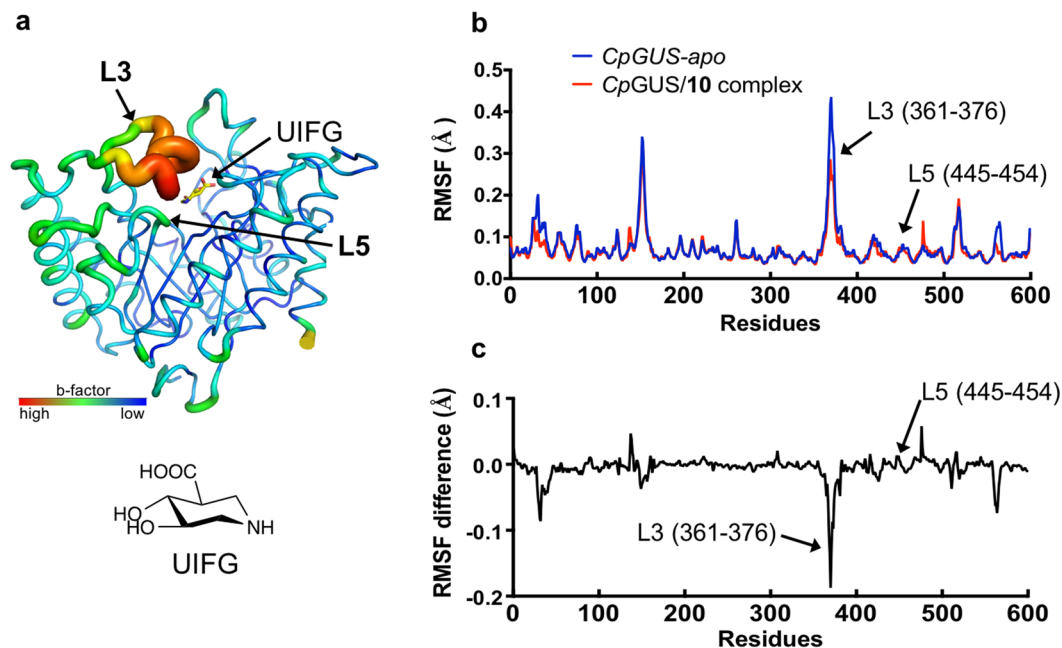 a
L3
UIFG
L5
b-factor
high low
HOOC
HO
HO
NH
UIFG
b
CpGUS-apo
CpGUS/10 complex
0.5
0.4
0.3
0.2
0.1
0.0
RMSF (Å)
L3 (361-376)
L5 (445-454)
0 100 200 300 400 500 600
Residues
c
0.1
0.0
-0.1
-0.2
RMSF difference (Å)
L5 (445-454)
L3 (361-376)
0 100 200 300 400 500 600
Residues